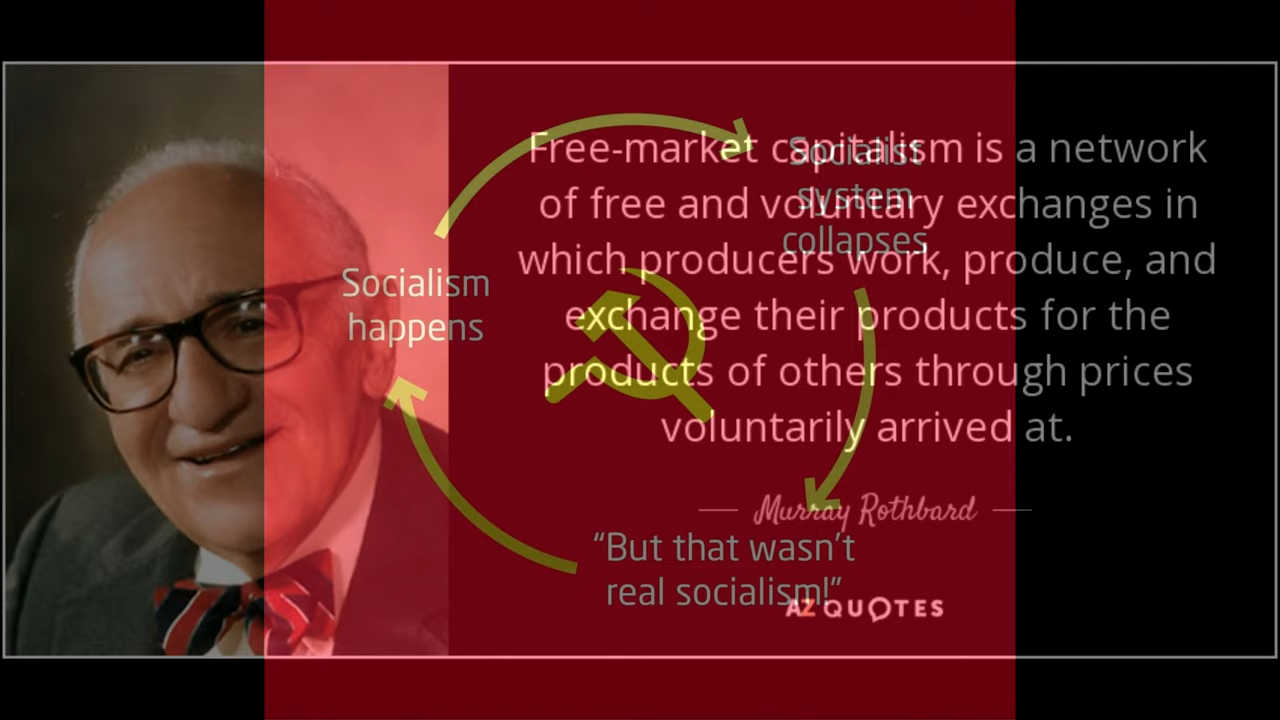 Free-market capitalism is a network
of free and voluntary exchanges in
which producers work, produce, and
exchange their products for the
products of others through prices
voluntarily arrived at.
Murray Rothbard
AZ QUOTES
Socialism
happens
Socialist
system
collapses
“But that wasn’t
real socialism!”